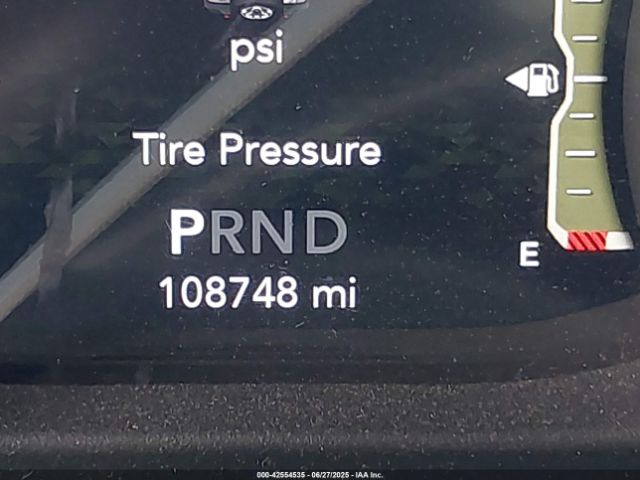 psi
Tire Pressure
PRND
E
108748 mi
000-42554535 - 06/27/2025 - IAA Inc.